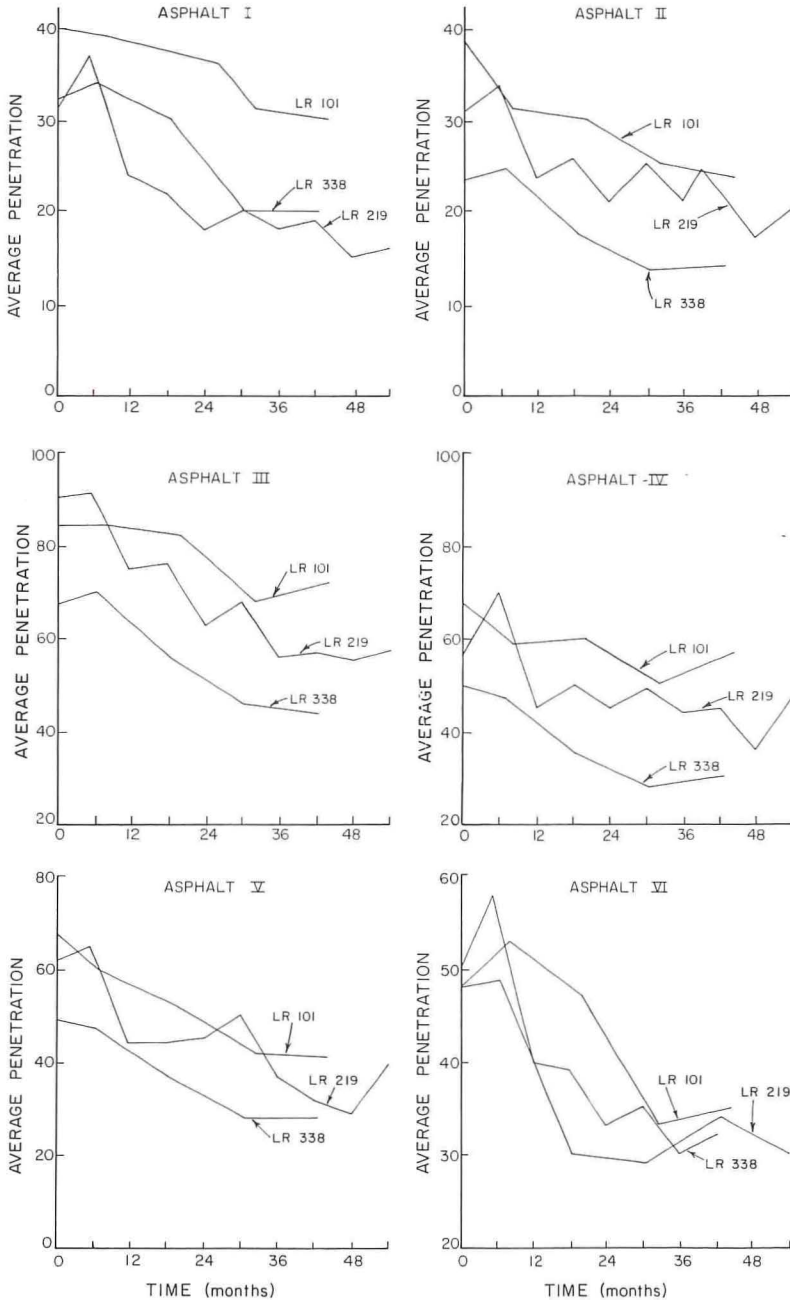 ASPHALT I
AVERAGE PENETRATION
40
30
20
10
0
LR 101
LR 338
LR 219
0 12 24 36 48
ASPHALT II
AVERAGE PENETRATION
40
30
20
10
0
LR 101
LR 219
LR 338
0 12 24 36 48
ASPHALT III
AVERAGE PENETRATION
100
80
60
40
20
LR 101
LR 219
LR 338
0 12 24 36 48
ASPHALT -IV
AVERAGE PENETRATION
100
80
60
40
20
LR 101
LR 219
LR 338
0 12 24 36 48
ASPHALT V
AVERAGE PENETRATION
80
60
40
20
0
LR 101
LR 219
LR 338
0 12 24 36 48
TIME (months)
ASPHALT VI
AVERAGE PENETRATION
60
50
40
30
20
LR 101
LR 219
LR 338
0 12 24 36 48
TIME (months)